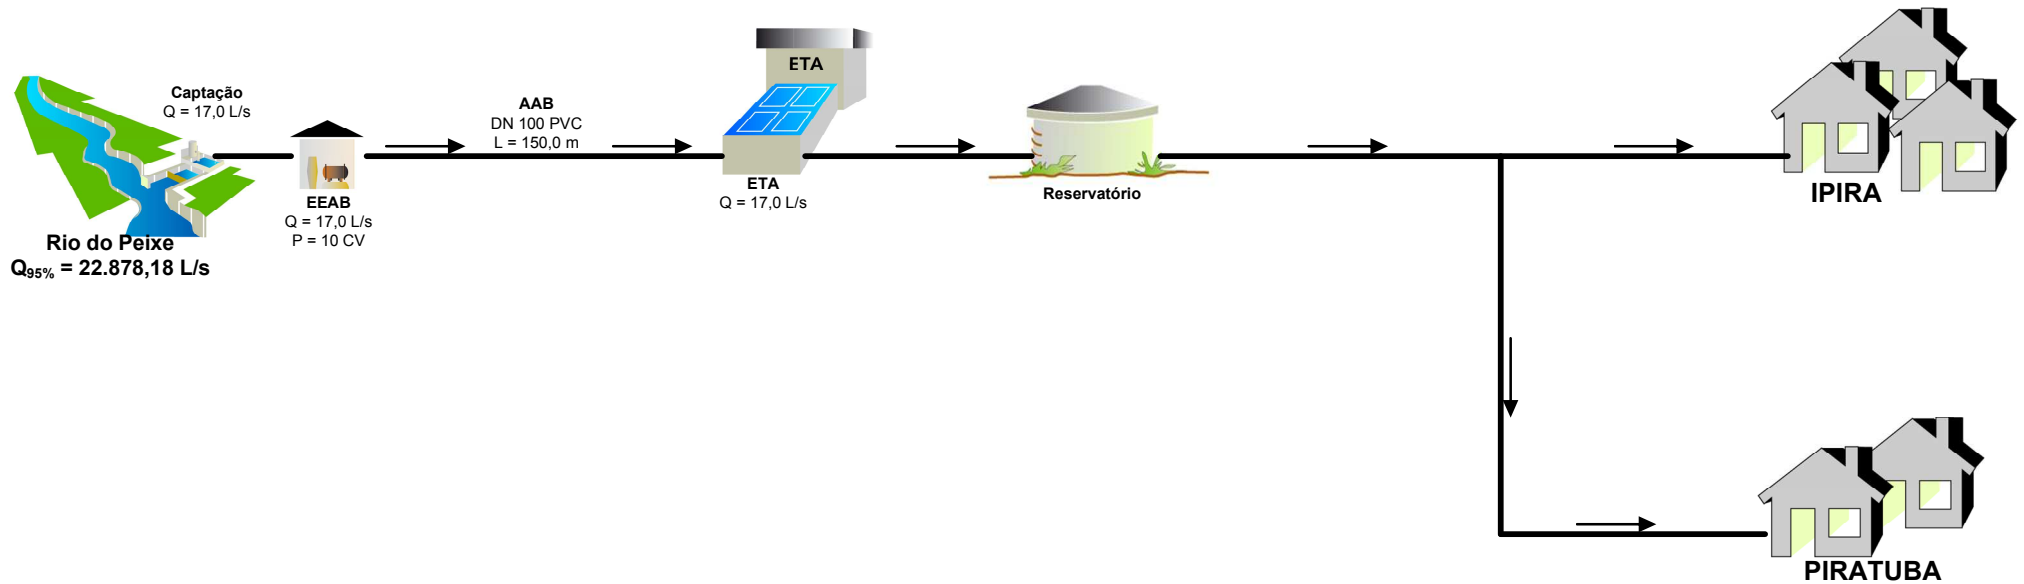 Captação
Q = 17,0 L/s
EEAB
Q = 17,0 L/s
P = 10 CV
Rio do Peixe
Q95% = 22.878,18 L/s
AAB
DN 100 PVC
L = 150,0 m
ETA
ETA
Q = 17,0 L/s
Reservatório
IPIRA
PIRATUBA